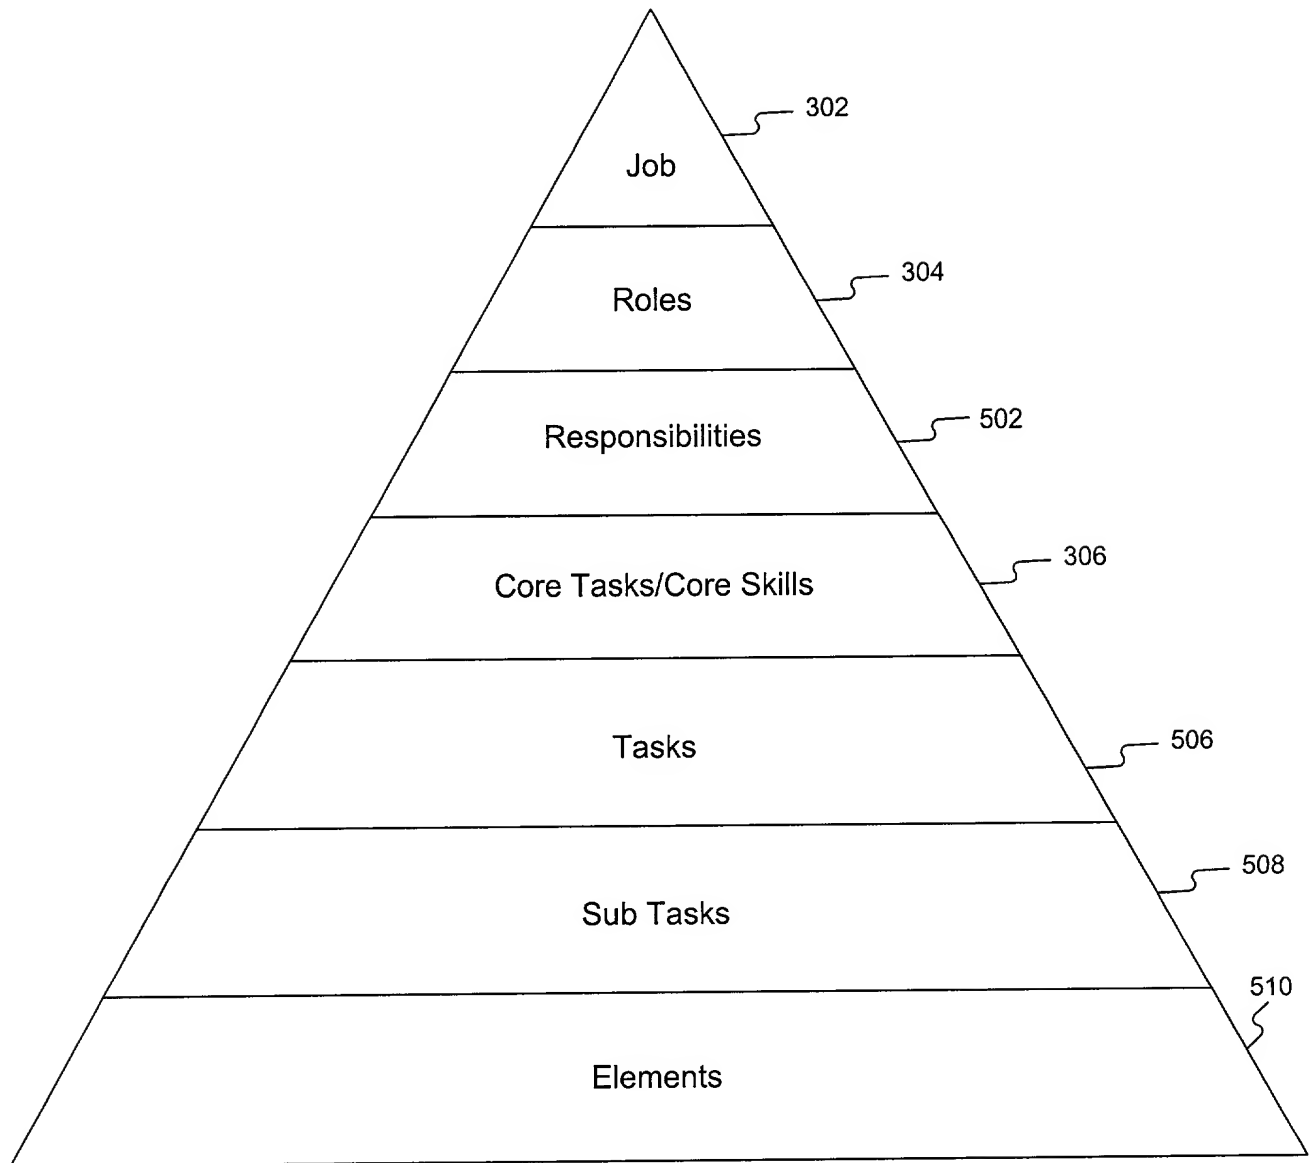 302
Job
304
Roles
502
Responsibilities
306
Core Tasks/Core Skills
506
Tasks
508
Sub Tasks
510
Elements